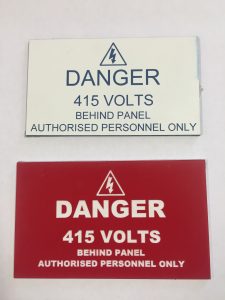 DANGER
415 VOLTS
BEHIND PANEL
AUTHORISED PERSONNEL ONLY
DANGER
415 VOLTS
BEHIND PANEL
AUTHORISED PERSONNEL ONLY